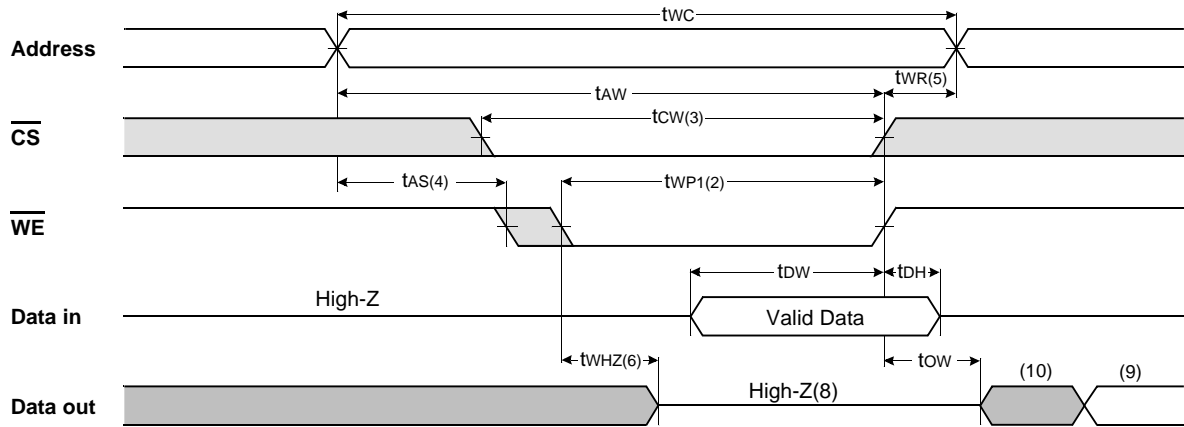 tWC
Address
tWR(5)
tAW
tCW(3)
CS
tAS(4)
tWP1(2)
WE
tDW
tDH
High-Z
Data in
Valid Data
tWHZ(6)
tOW
(10)
(9)
High-Z(8)
Data out